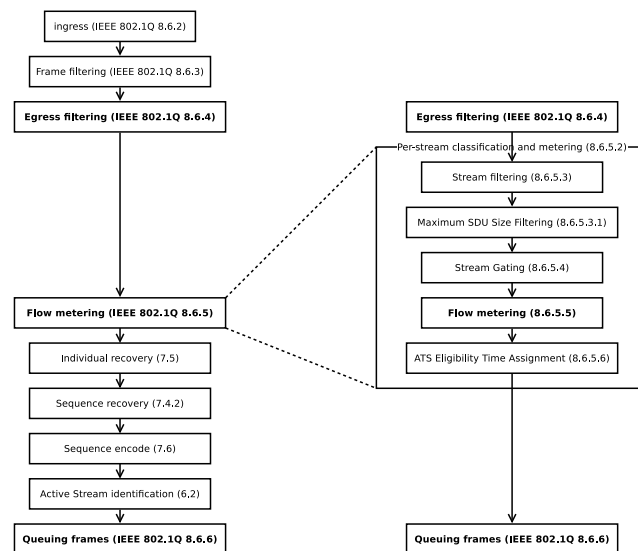 ingress (IEEE 802.1Q 8.6.2)
Frame filtering (IEEE 802.1Q 8.6.3)
Egress filtering (IEEE 802.1Q 8.6.4)
Flow metering (IEEE 802.1Q 8.6.5)
Individual recovery (7.5)
Sequence recovery (7.4.2)
Sequence encode (7.6)
Active Stream identification (6.2)
Queuing frames (IEEE 802.1Q 8.6.6)
Egress filtering (IEEE 802.1Q 8.6.4)
Per-stream classification and metering (8.6.5.2)
Stream filtering (8.6.5.3)
Maximum SDU Size Filtering (8.6.5.3.1)
Stream Gating (8.6.5.4)
Flow metering (8.6.5.5)
ATS Eligibility Time Assignment (8.6.5.6)
Queuing frames (IEEE 802.1Q 8.6.6)